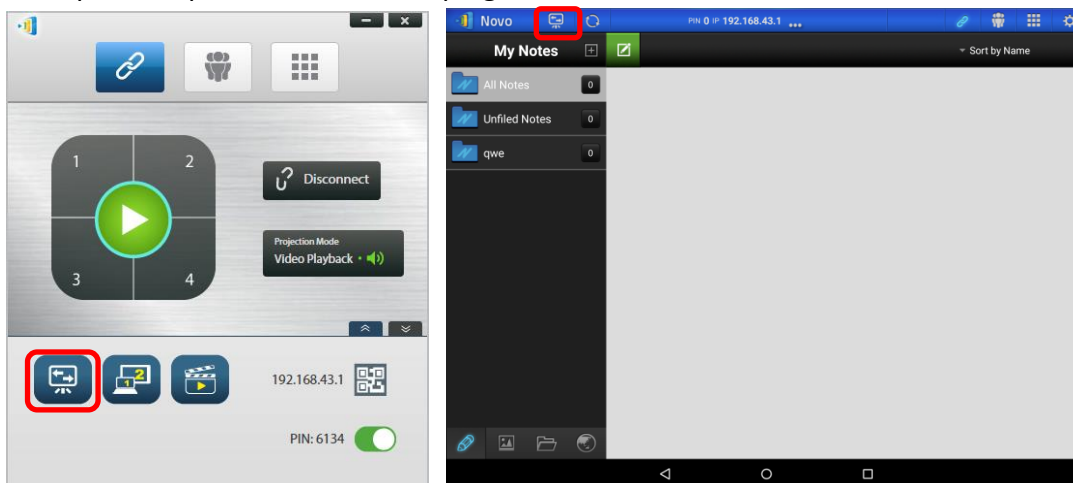 1 2
3 4
Disconnect
Projection Mode
Video Playback
192.168.43.1
PIN: 6134
Novo
PIN 0 IP 192.168.43.1
My Notes
Sort by Name
All Notes 0
Unfiled Notes 0
qwe 0